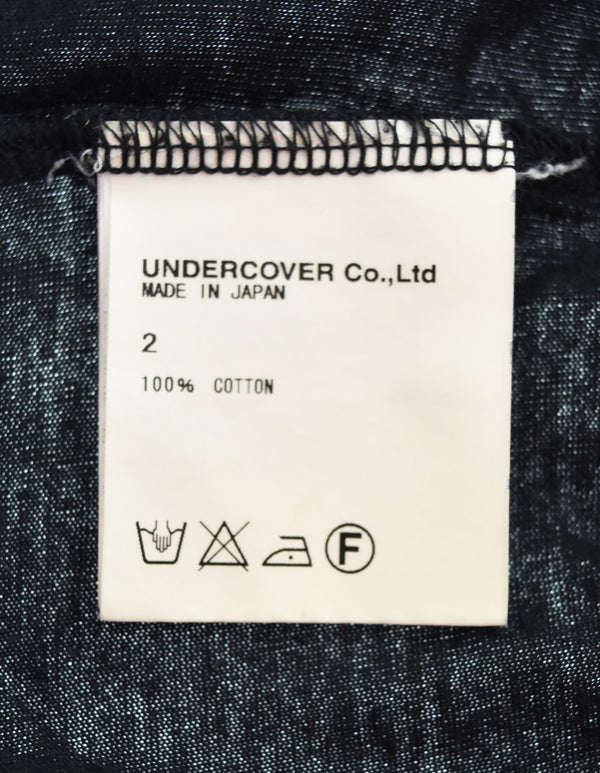 UNDERCOVER Co.,Ltd
MADE IN JAPAN
2
100% COTTON
F